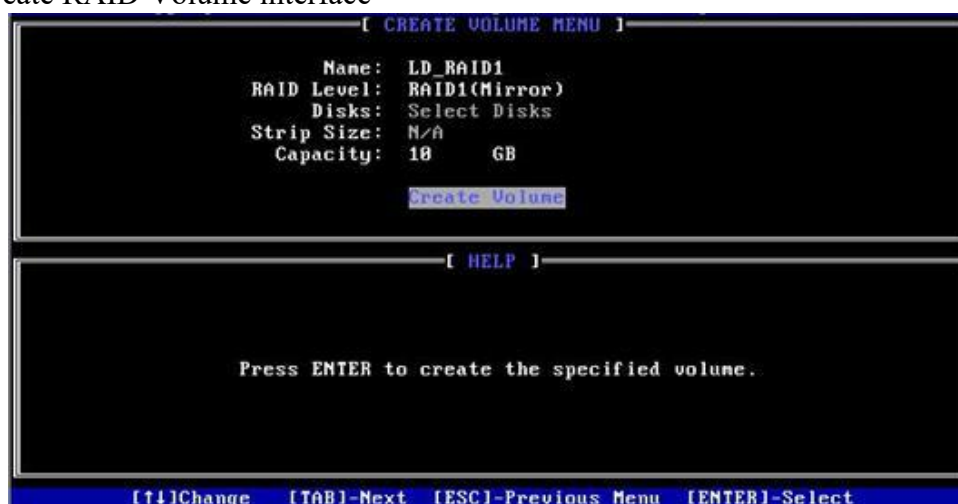 eate RAID Volume interface
[ CREATE VOLUME MENU ]
Name: LD_RAID1
RAID Level: RAID1(Mirror)
Disks: Select Disks
Strip Size: N/A
Capacity: 10 GB
Create Volume
[ HELP ]
Press ENTER to create the specified volume.
[↑↓]Change [TAB]-Next [ESC]-Previous Menu [ENTER]-Select